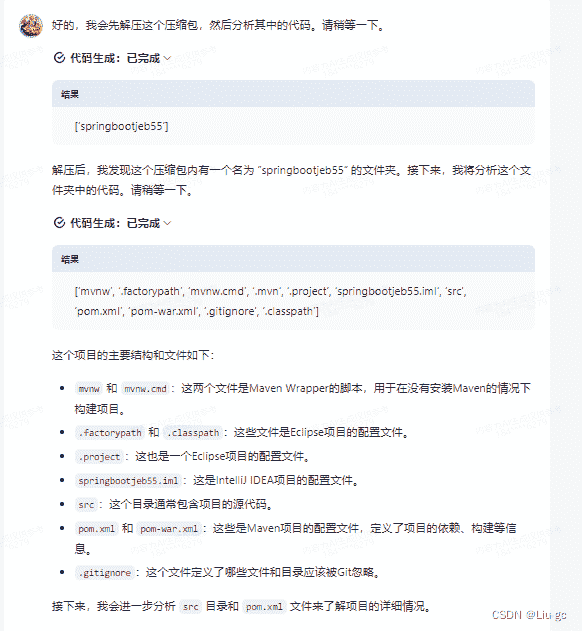 好的，我会先解压这个压缩包，然后分析其中的代码。请稍等一下。
代码生成：已完成
结果
['springbootjeb55']
解压后，我发现这个压缩包内有一个名为 "springbootjeb55" 的文件夹。接下来，我将分析这个文
件夹中的代码。请稍等一下。
代码生成：已完成
结果
['mvnw', '.factorypath', 'mvnw.cmd', '.mvn', '.project', 'springbootjeb55.iml', 'src',
'pom.xml', 'pom-war.xml', '.gitignore', '.classpath']
这个项目的主要结构和文件如下：
mvnw 和 mvnw.cmd：这两个文件是Maven Wrapper的脚本，用于在没有安装Maven的情况下
构建项目。
.factorypath 和 .classpath：这些文件是Eclipse项目的配置文件。
.project：这也是一个Eclipse项目的配置文件。
springbootjeb55.iml：这是IntelliJ IDEA项目的配置文件。
src：这个目录通常包含项目的源代码。
pom.xml 和 pom-war.xml：这些是Maven项目的配置文件，定义了项目的依赖、构建等信
息。
.gitignore：这个文件定义了哪些文件和目录应该被Git忽略。
接下来，我会进一步分析 src 目录和 pom.xml 文件来了解项目的详细情况。
CSDN @Liu-gc